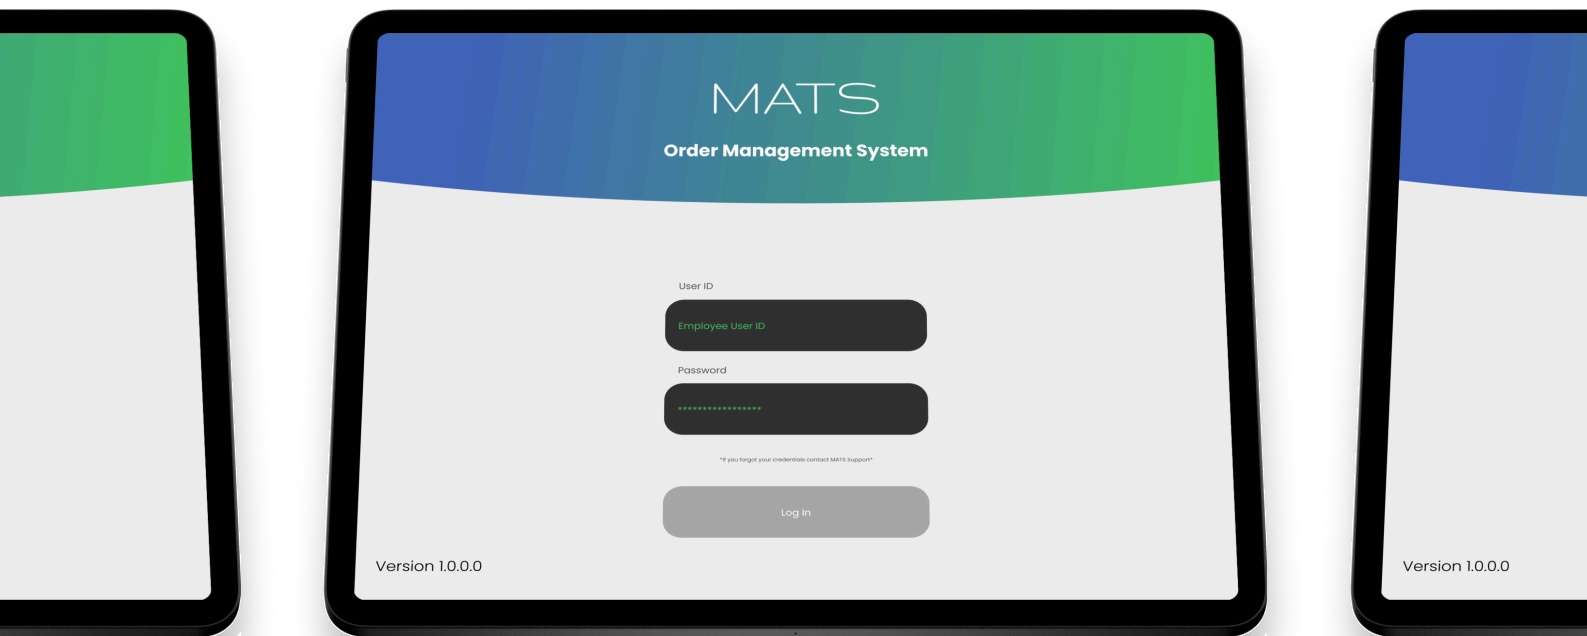 MATS
Order Management System
User ID
Employee User ID
Password
*****************
*If you forgot your credentials contact MATS Support*
Log In
Version 1.0.0.0
Version 1.0.0.0